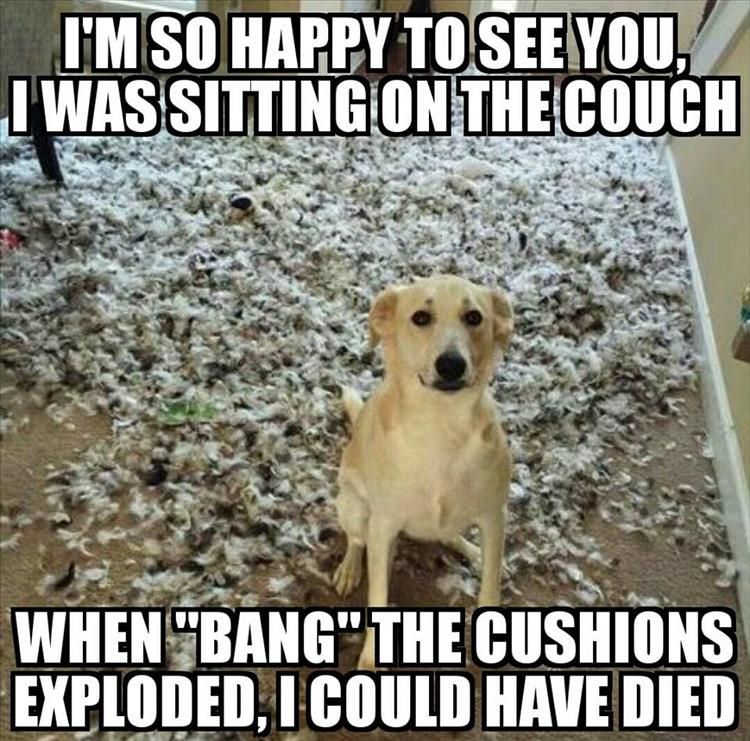 I'M SO HAPPY TO SEE YOU,
I WAS SITTING ON THE COUCH
WHEN "BANG" THE CUSHIONS
EXPLODED, I COULD HAVE DIED